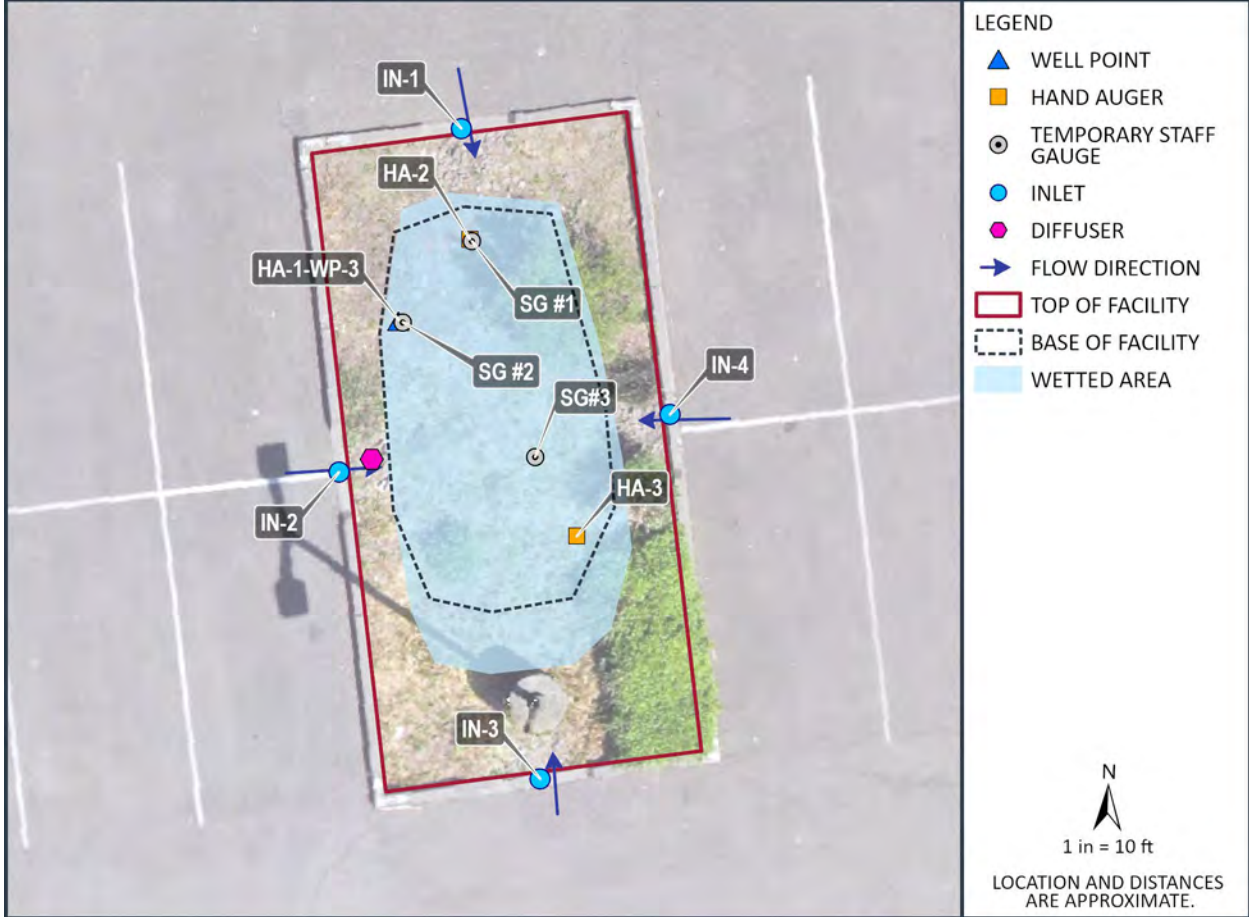 IN-1
HA-2
HA-1-WP-3
SG #1
SG #2
IN-4
SG#3
HA-3
IN-2
IN-3
LEGEND
WELL POINT
HAND AUGER
TEMPORARY STAFF
GAUGE
INLET
DIFFUSER
FLOW DIRECTION
TOP OF FACILITY
BASE OF FACILITY
WETTED AREA
N
1 in = 10 ft
LOCATION AND DISTANCES
ARE APPROXIMATE.